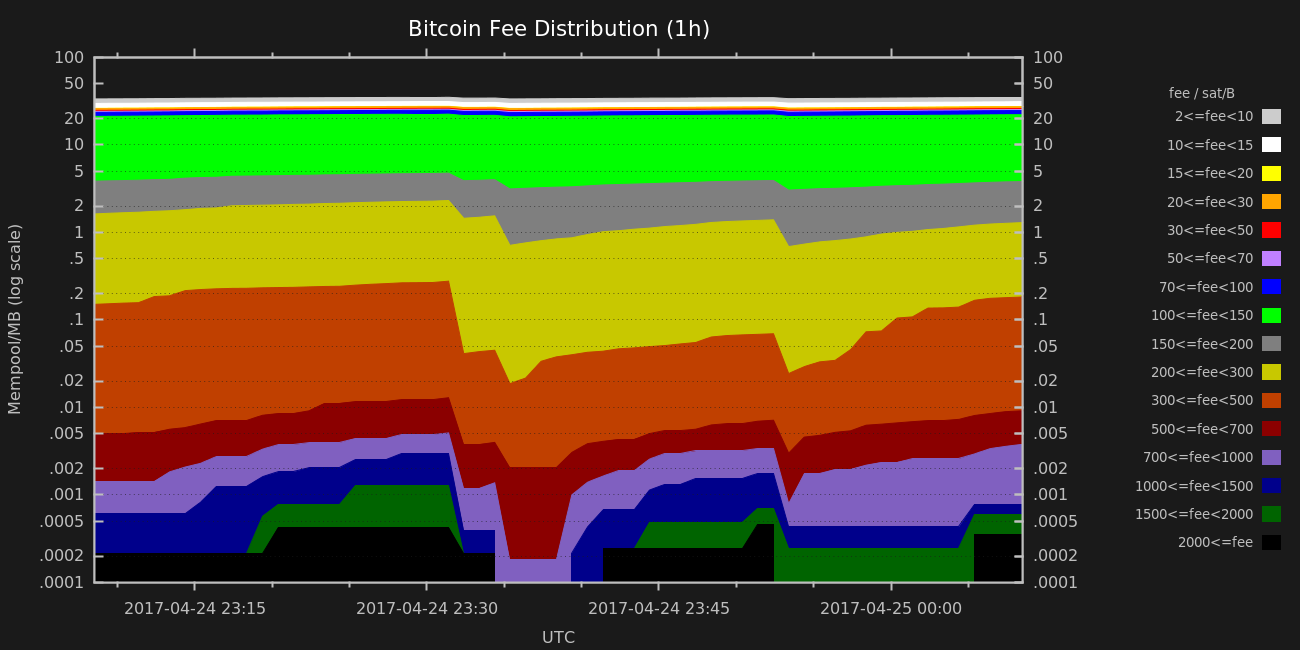 Bitcoin Fee Distribution (1h)
100 100
50 50
20 20
10 10
5 5
2 2
1 1
.5 .5
.2 .2
.1 .1
.05 .05
.02 .02
.01 .01
.005 .005
.002 .002
.001 .001
.0005 .0005
.0002 .0002
.0001 .0001
Mempool/MB (log scale)
2017-04-24 23:15 2017-04-24 23:30 2017-04-24 23:45 2017-04-25 00:00
UTC
fee / sat/B
2<=fee<10
10<=fee<15
15<=fee<20
20<=fee<30
30<=fee<50
50<=fee<70
70<=fee<100
100<=fee<150
150<=fee<200
200<=fee<300
300<=fee<500
500<=fee<700
700<=fee<1000
1000<=fee<1500
1500<=fee<2000
2000<=fee